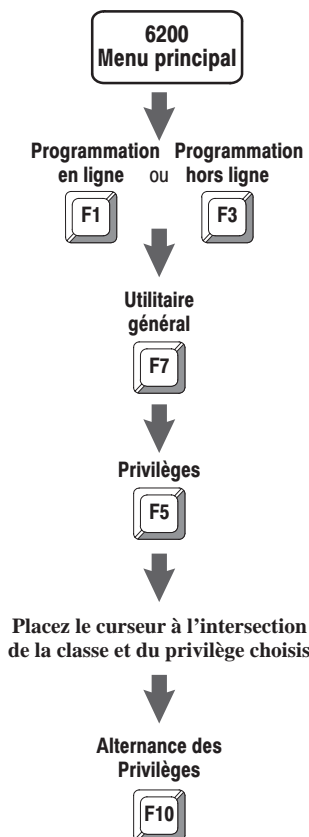 6200
Menu principal
Programmation Programmation
en ligne ou hors ligne
F1 F3
Utilitaire
général
F7
Privilèges
F5
Placez le curseur à l'intersection
de la classe et du privilège choisis
Alternance des
Privilèges
F10